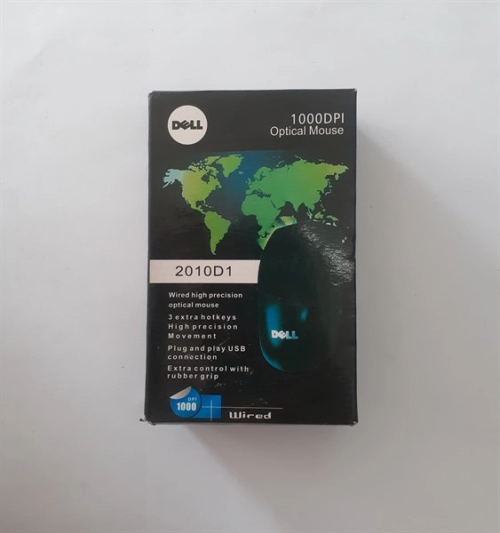 DELL
1000DPI
Optical Mouse
2010D1
Wired high precision
optical mouse
3 extra hotkeys
High precision
Movement
Plug and play USB
connection
Extra control with
rubber grip
DELL
DPI
1000
Wired